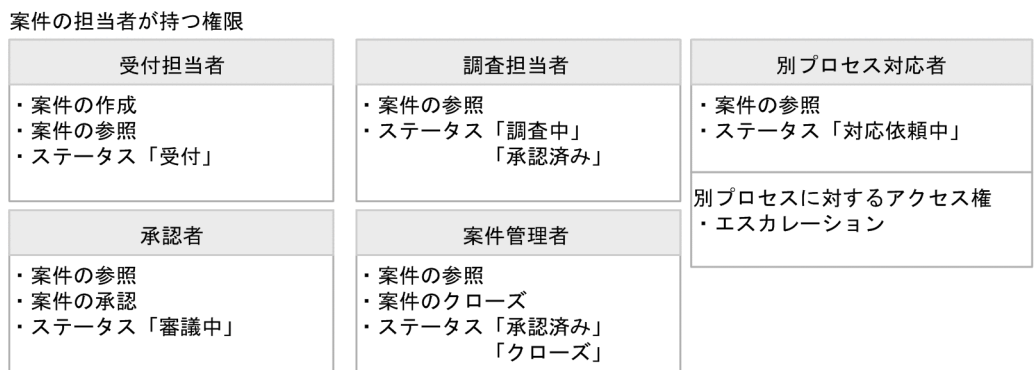 案件の担当者が持つ権限
受付担当者
・案件の作成
・案件の参照
・ステータス「受付」
調査担当者
・案件の参照
・ステータス「調査中」
「承認済み」
別プロセス対応者
・案件の参照
・ステータス「対応依頼中」
別プロセスに対するアクセス権
・エスカレーション
承認者
・案件の参照
・案件の承認
・ステータス「審議中」
案件管理者
・案件の参照
・案件のクローズ
・ステータス「承認済み」
「クローズ」